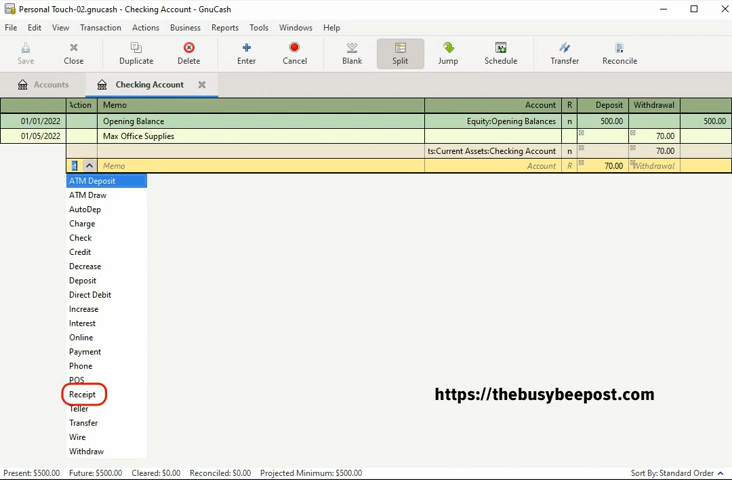 Personal Touch-02.gnucash - Checking Account - GnuCash
File Edit View Transaction Actions Business Reports Tools Windows Help
Save Close Duplicate Delete Enter Cancel Blank Split Jump Schedule Transfer Reconcile
Accounts Checking Account
Action Memo Account R Deposit Withdrawal
01/01/2022 Opening Balance Equity:Opening Balances n 500.00 500.00
01/05/2022 Max Office Supplies 70.00
ts:Current Assets:Checking Account n 70.00
Memo Account R 70.00 Withdrawal
ATM Deposit
ATM Draw
AutoDep
Charge
Check
Credit
Decrease
Deposit
Direct Debit
Increase
Interest
Online
Payment
Phone
POS
Receipt
https://thebusybeepost.com
Teller
Transfer
Wire
Withdraw
Present: $500.00 Future: $500.00 Cleared: $0.00 Reconciled: $0.00 Projected Minimum: $500.00 Sort By: Standard Order